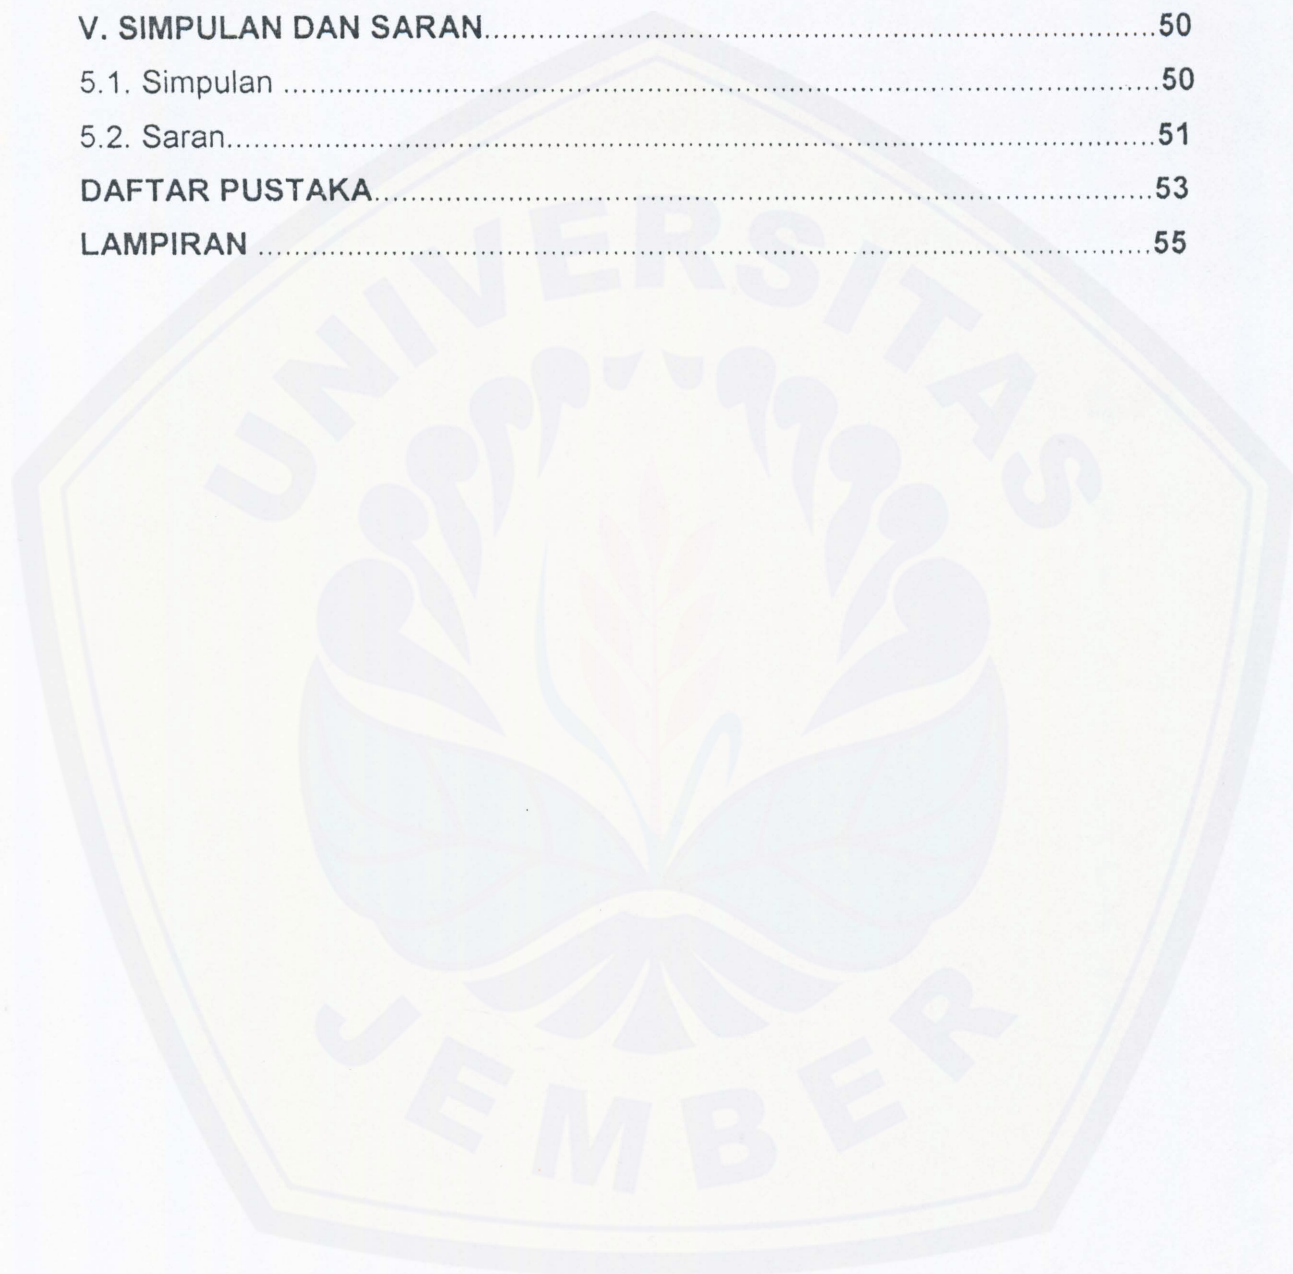 V. SIMPULAN DAN SARAN........................................................................50
5.1. Simpulan ........................................................................50
5.2. Saran........................................................................51
DAFTAR PUSTAKA........................................................................53
LAMPIRAN ........................................................................55
UNIVERSITAS
JEMBER